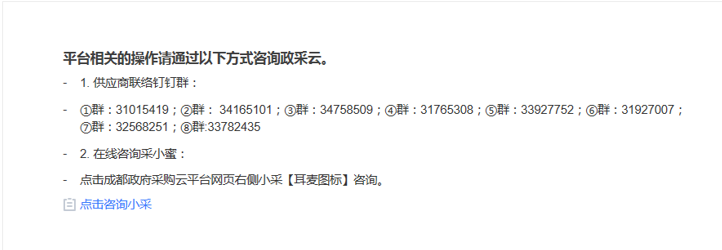 平台相关的操作请通过以下方式咨询政采云。
- 1. 供应商联络钉钉群：
- ①群：31015419；②群： 34165101；③群：34758509；④群：31765308；⑤群：33927752；⑥群：31927007；
⑦群：32568251；⑧群:33782435
- 2. 在线咨询采小蜜：
- 点击成都政府采购云平台网页右侧小采【耳麦图标】咨询。
点击咨询小采